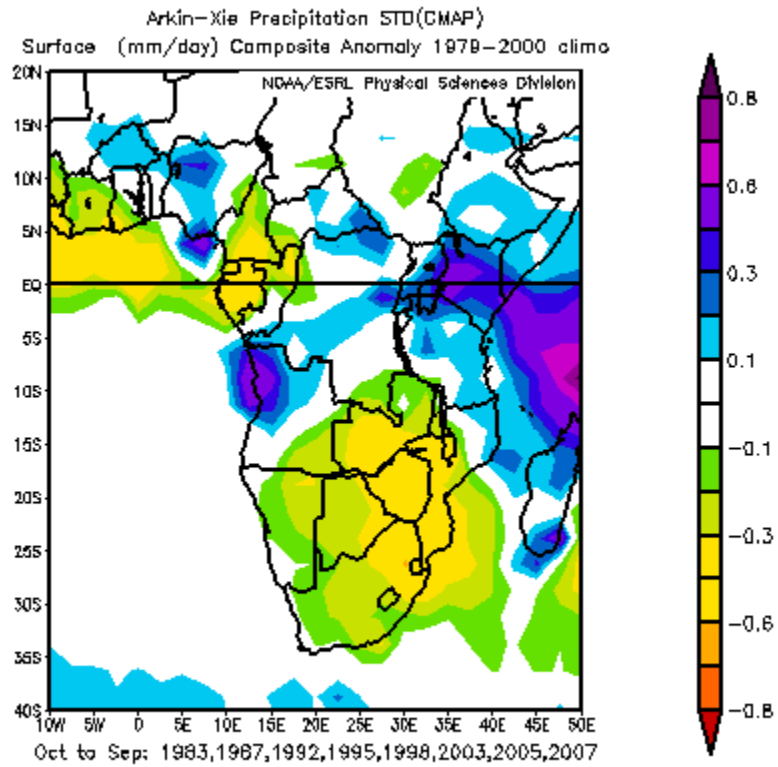 Arkin-Xie Precipitation STD(CMAP)
Surface (mm/day) Composite Anomaly 1979-2000 climo
NOAA/ESRL Physical Sciences Division
20N
15N
10N
5N
EQ
5S
10S
15S
20S
25S
30S
35S
40S
10W 5W 0 5E 10E 15E 20E 25E 30E 35E 40E 45E 50E
0.8
0.6
0.3
0.1
-0.1
-0.3
-0.6
-0.8
Oct to Sep: 1983,1967,1992,1995,1998,2003,2005,2007